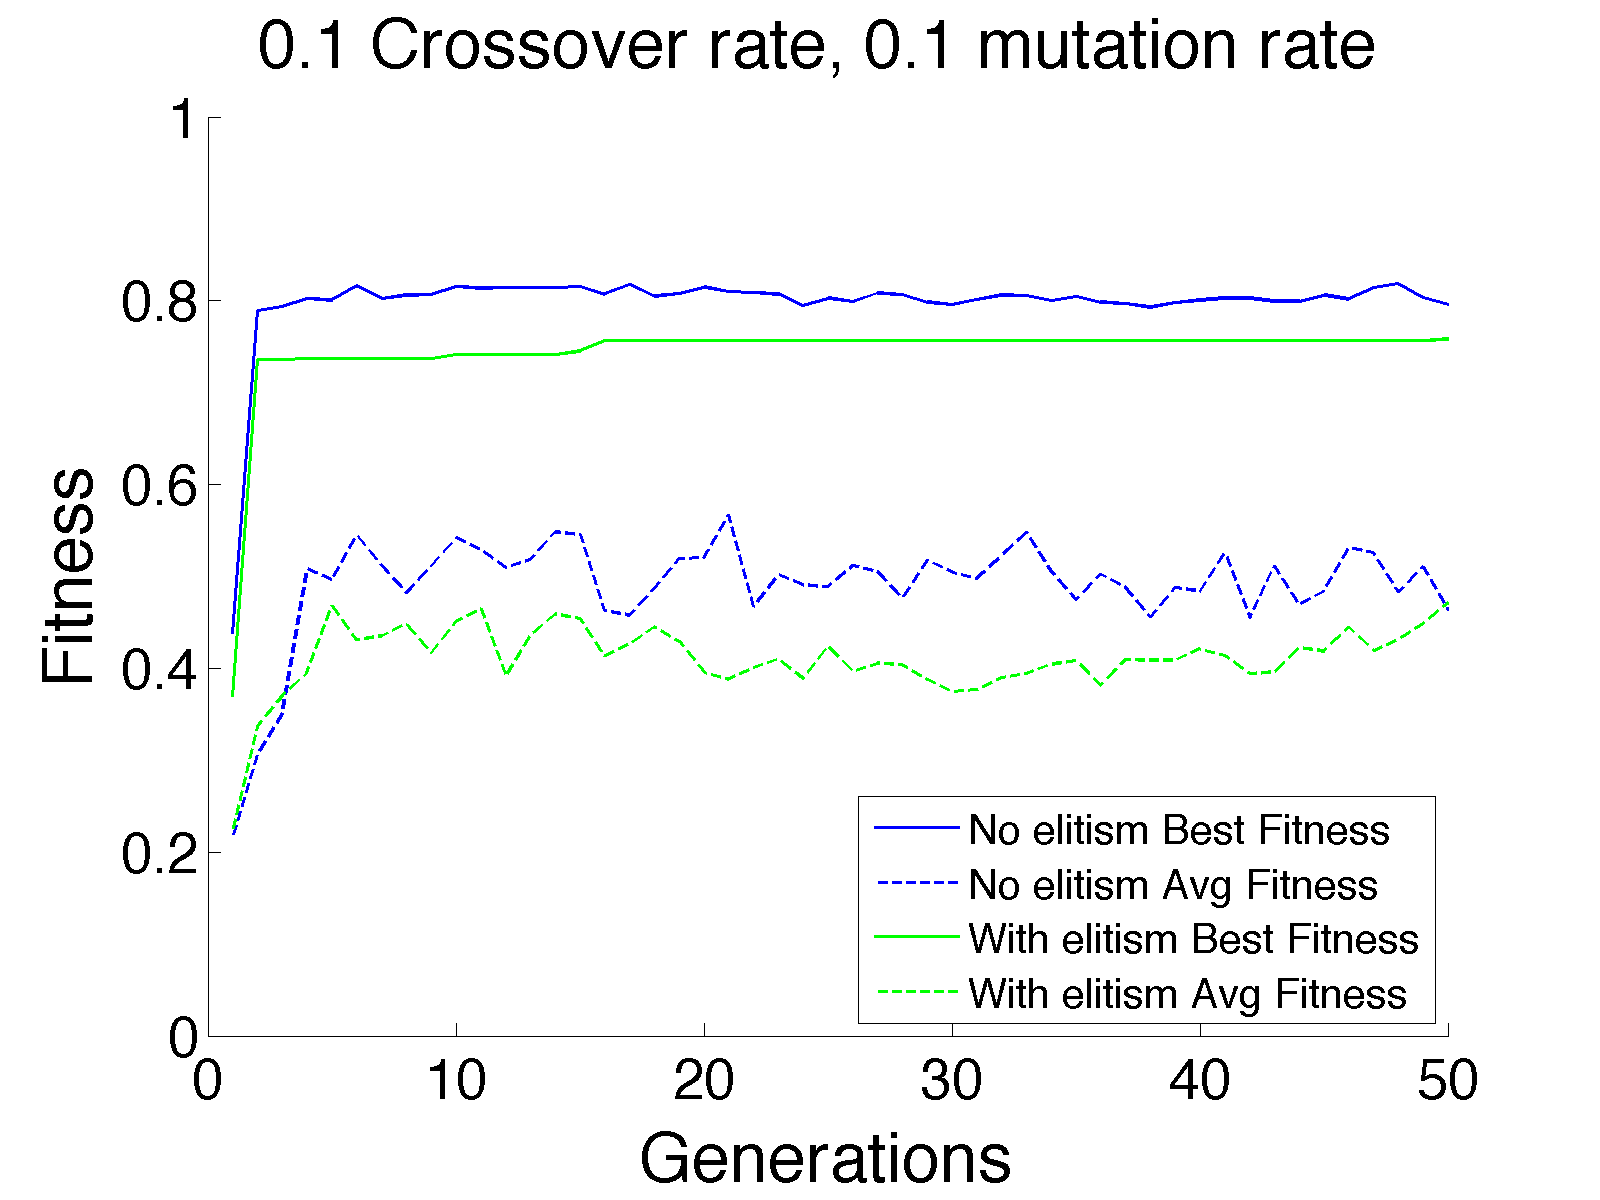 0.1 Crossover rate, 0.1 mutation rate
1
0.8
0.6
0.4
0.2
0
Fitness
No elitism Best Fitness
No elitism Avg Fitness
With elitism Best Fitness
With elitism Avg Fitness
0 10 20 30 40 50
Generations